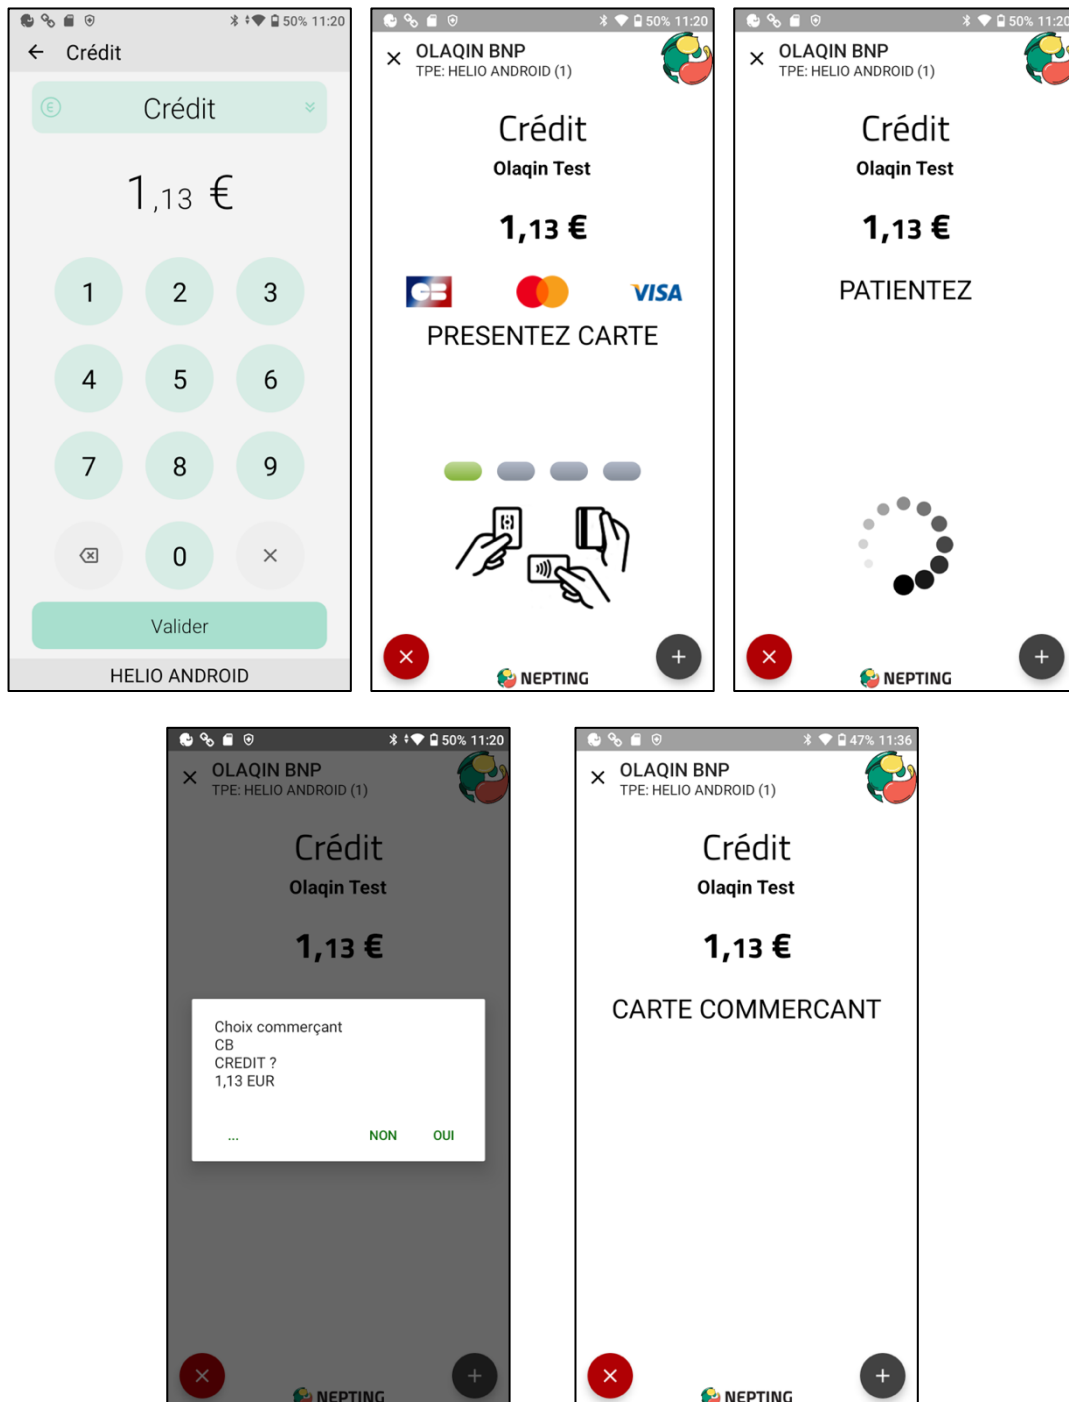 50% 11:20
Crédit
Crédit
1,13 €
1 2 3
4 5 6
7 8 9
0
Valider
HELIO ANDROID
50% 11:20
OLAQIN BNP
TPE: HELIO ANDROID (1)
Crédit
Olaqin Test
1,13 €
CB VISA
PRESENTEZ CARTE
NEPTING
50% 11:20
OLAQIN BNP
TPE: HELIO ANDROID (1)
Crédit
Olaqin Test
1,13 €
PATIENTEZ
NEPTING
50% 11:20
OLAQIN BNP
TPE: HELIO ANDROID (1)
Crédit
Olaqin Test
1,13 €
Choix commerçant
CB
CREDIT ?
1,13 EUR
... NON OUI
NEPTING
47% 11:36
OLAQIN BNP
TPE: HELIO ANDROID (1)
Crédit
Olaqin Test
1,13 €
CARTE COMMERCANT
NEPTING